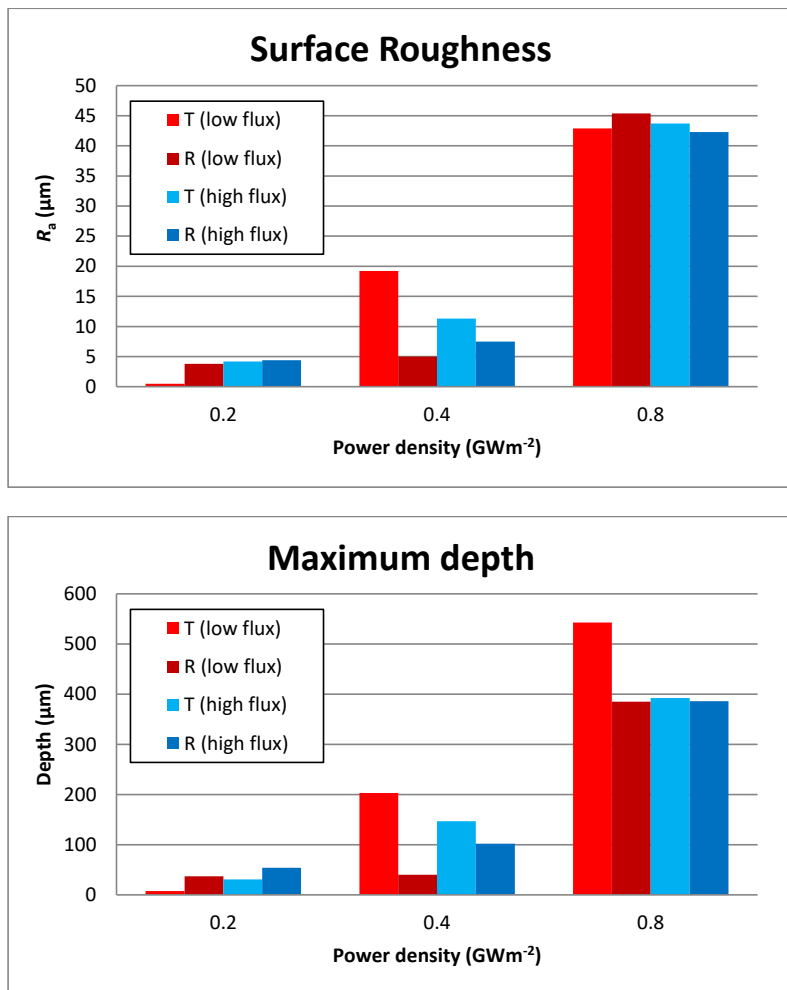 Surface Roughness
50
45
40
35
30
25
20
15
10
5
0
Ra (µm)
T (low flux)
R (low flux)
T (high flux)
R (high flux)
0.2 0.4 0.8
Power density (GWm-2)
Maximum depth
600
500
400
300
200
100
0
Depth (µm)
T (low flux)
R (low flux)
T (high flux)
R (high flux)
0.2 0.4 0.8
Power density (GWm-2)